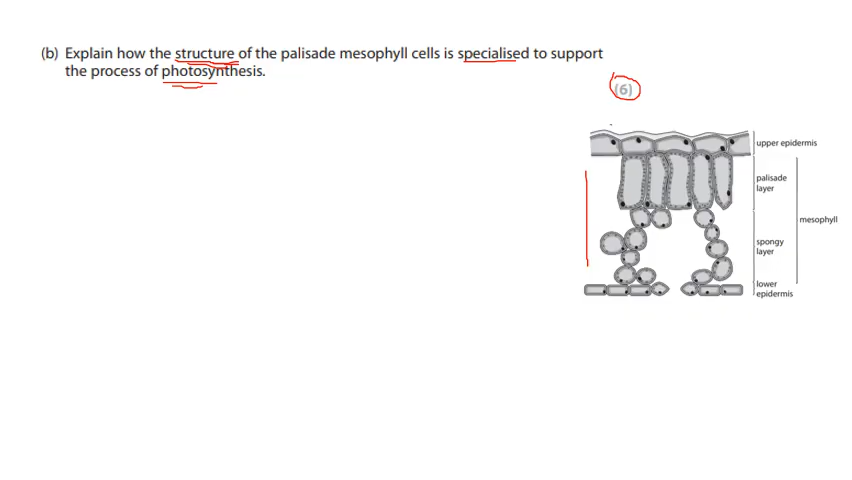 (b) Explain how the structure of the palisade mesophyll cells is specialised to support
the process of photosynthesis.
(6)
upper epidermis
palisade
layer
mesophyll
spongy
layer
lower
epidermis